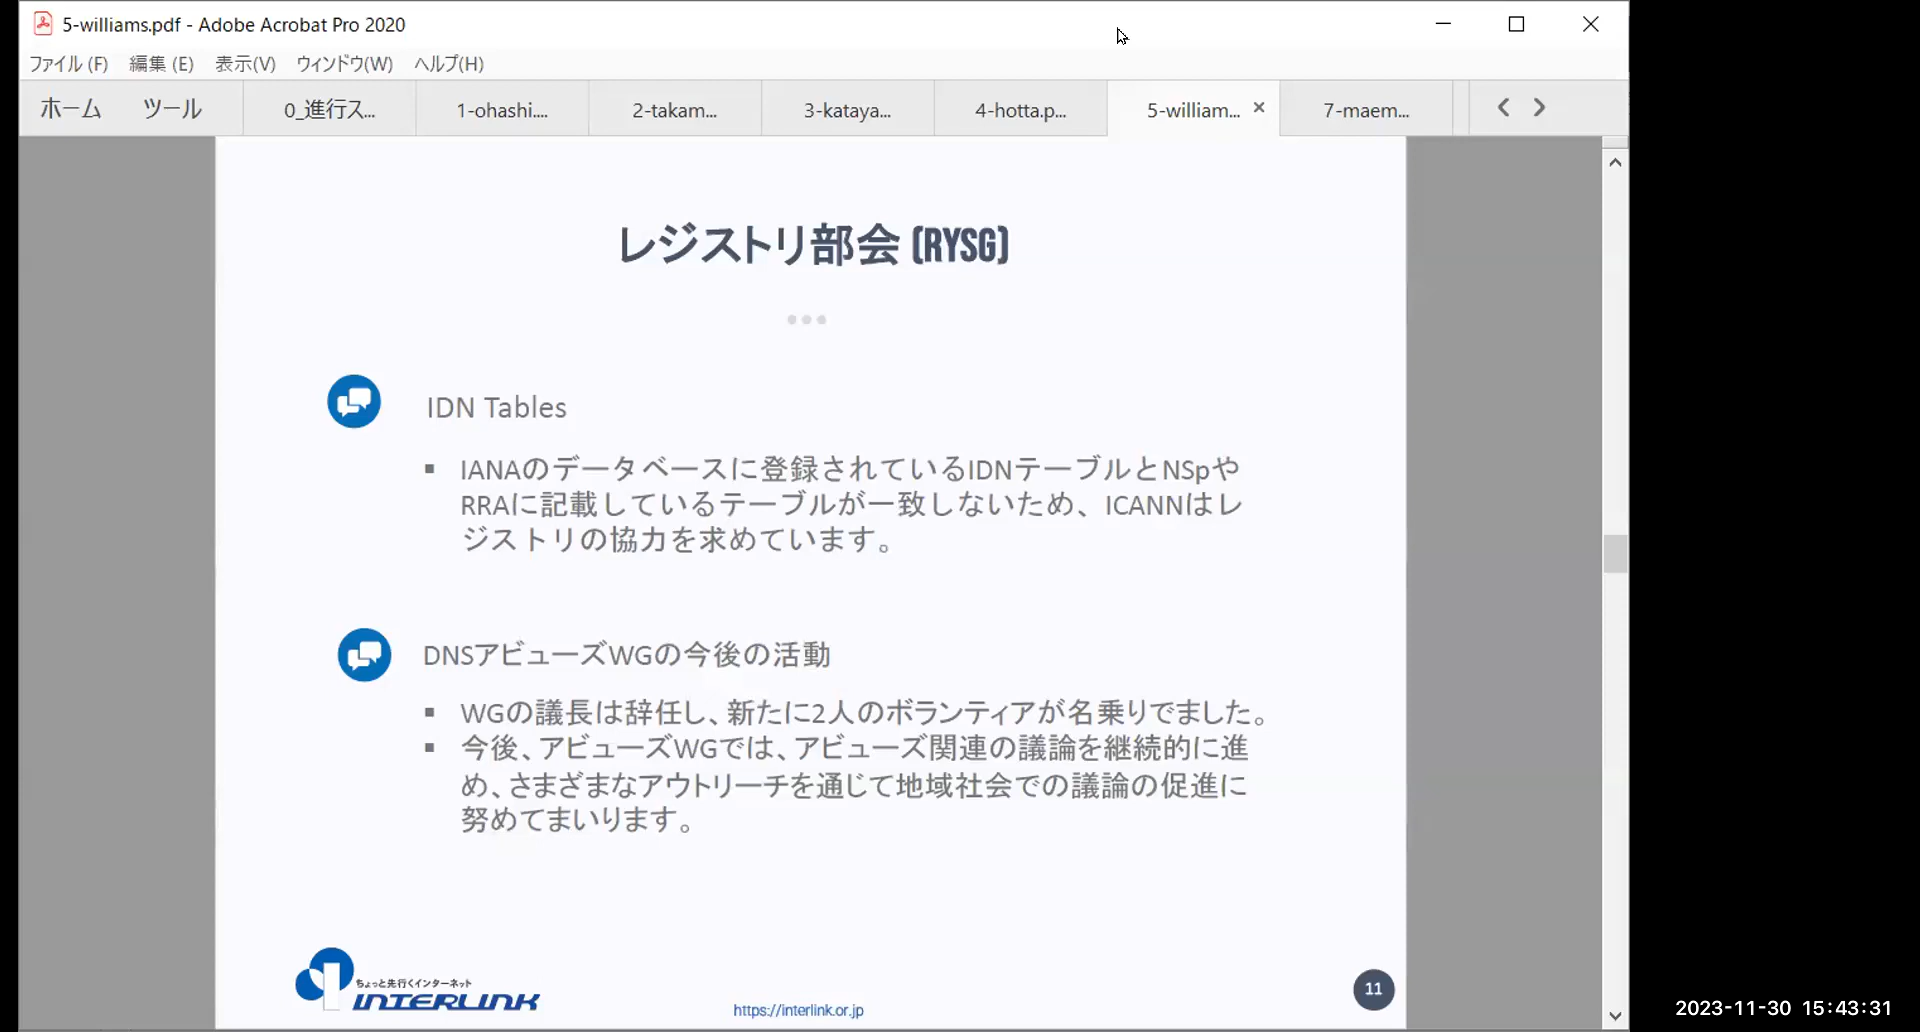 5-williams.pdf - Adobe Acrobat Pro 2020
ファイル (F) 編集 (E) 表示(V) ウィンドウ(W) ヘルプ(H)
ホーム ツール 0_進行ス... 1-ohashi.... 2-takam... 3-kataya... 4-hotta.p... 5-william... 7-maem...
レジストリ部会 (RYSG)
IDN Tables
▪ IANAのデータベースに登録されているIDNテーブルとNSpや
RRAに記載しているテーブルが一致しないため、ICANNはレ
ジストリの協力を求めています。
DNSアビューズWGの今後の活動
▪ WGの議長は辞任し、新たに2人のボランティアが名乗りでました。
▪ 今後、アビューズWGでは、アビューズ関連の議論を継続的に進
め、さまざまなアウトリーチを通じて地域社会での議論の促進に
努めてまいります。
ちょっと先行くインターネット
INTERLINK
https://interlink.or.jp
11
2023-11-30 15:43:31